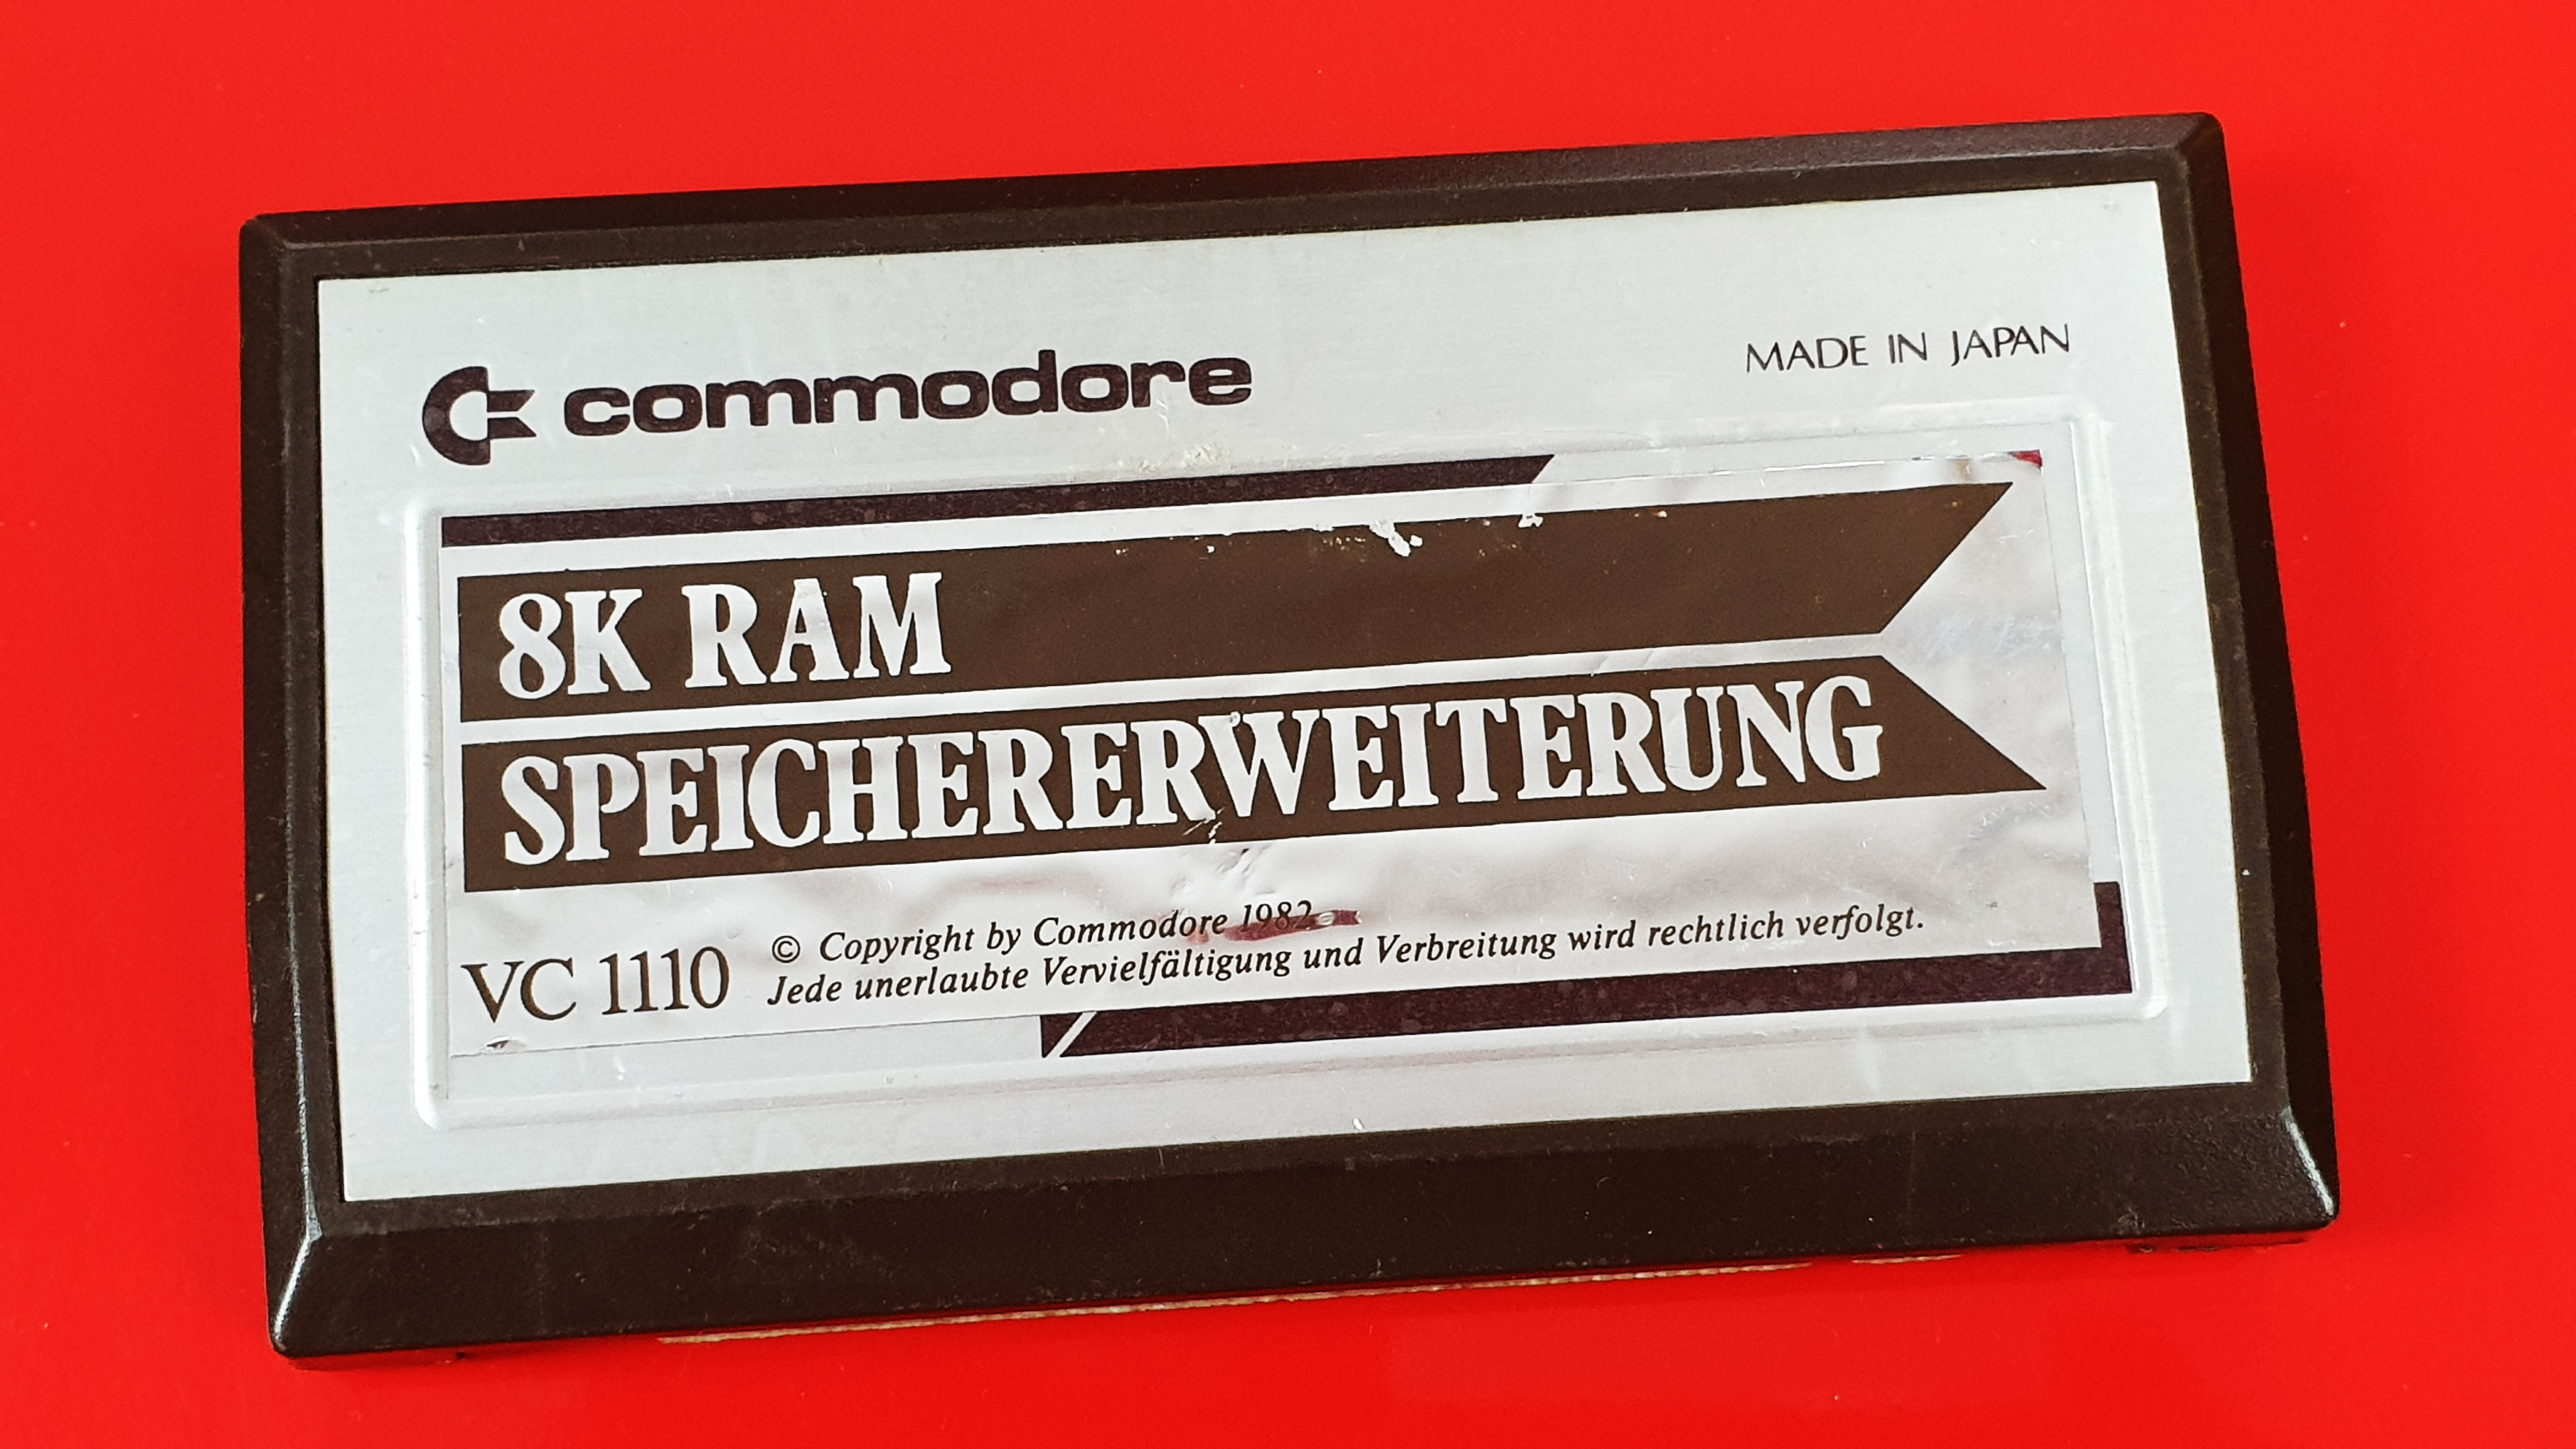 commodore
MADE IN JAPAN
8K RAM
SPEICHERERWEITERUNG
VC 1110
© Copyright by Commodore 1982.
Jede unerlaubte Vervielfältigung und Verbreitung wird rechtlich verfolgt.